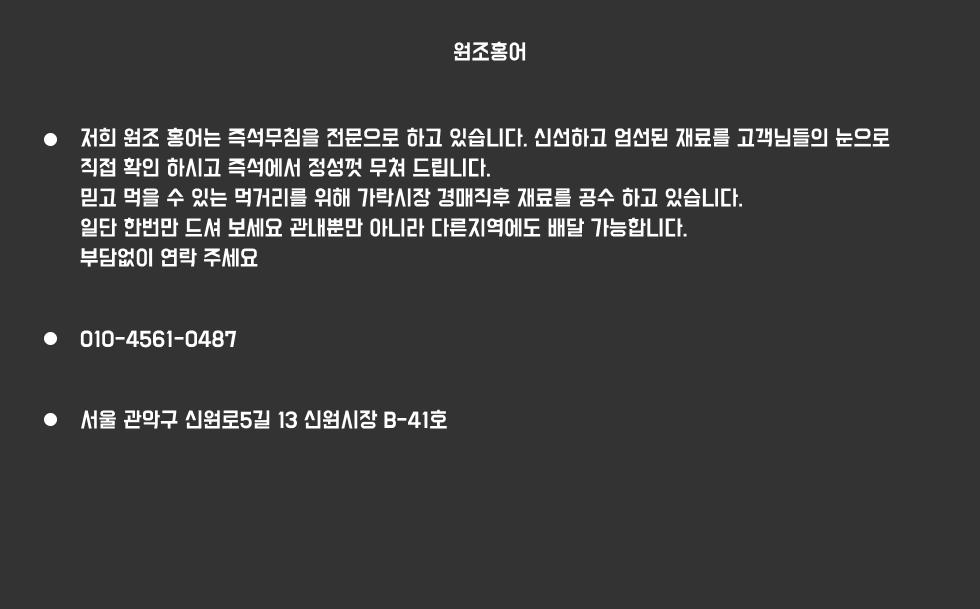 원조홍어
저희 원조 홍어는 즉석무침을 전문으로 하고 있습니다. 신선하고 엄선된 재료를 고객님들의 눈으로
직접 확인 하시고 즉석에서 정성껏 무쳐 드립니다.
믿고 먹을 수 있는 먹거리를 위해 가락시장 경매직후 재료를 공수 하고 있습니다.
일단 한번만 드셔 보세요 관내뿐만 아니라 다른지역에도 배달 가능합니다.
부담없이 연락 주세요
010-4561-0487
서울 관악구 신원로5길 13 신원시장 B-41호